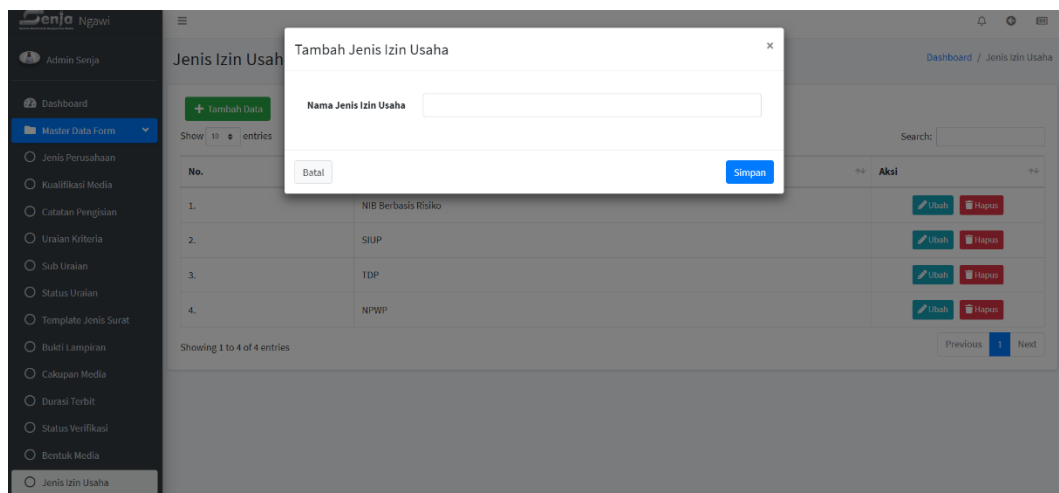 Senja Ngawi
Admin Senja
Dashboard
Master Data Form
Jenis Perusahaan
Kualifikasi Media
Catatan Pengisian
Uraian Kriteria
Sub Uraian
Status Uraian
Template Jenis Surat
Bukti Lampiran
Cakupan Media
Durasi Terbit
Status Verifikasi
Bentuk Media
Jenis Izin Usaha
Jenis Izin Usah
Dashboard / Jenis Izin Usaha
Tambah Jenis Izin Usaha ×
Nama Jenis Izin Usaha
Batal Simpan
Tambah Data
Show 10 entries
Search:
No. Aksi
1. NIB Berbasis Risiko Ubah Hapus
2. SIUP Ubah Hapus
3. TDP Ubah Hapus
4. NPWP Ubah Hapus
Showing 1 to 4 of 4 entries
Previous 1 Next